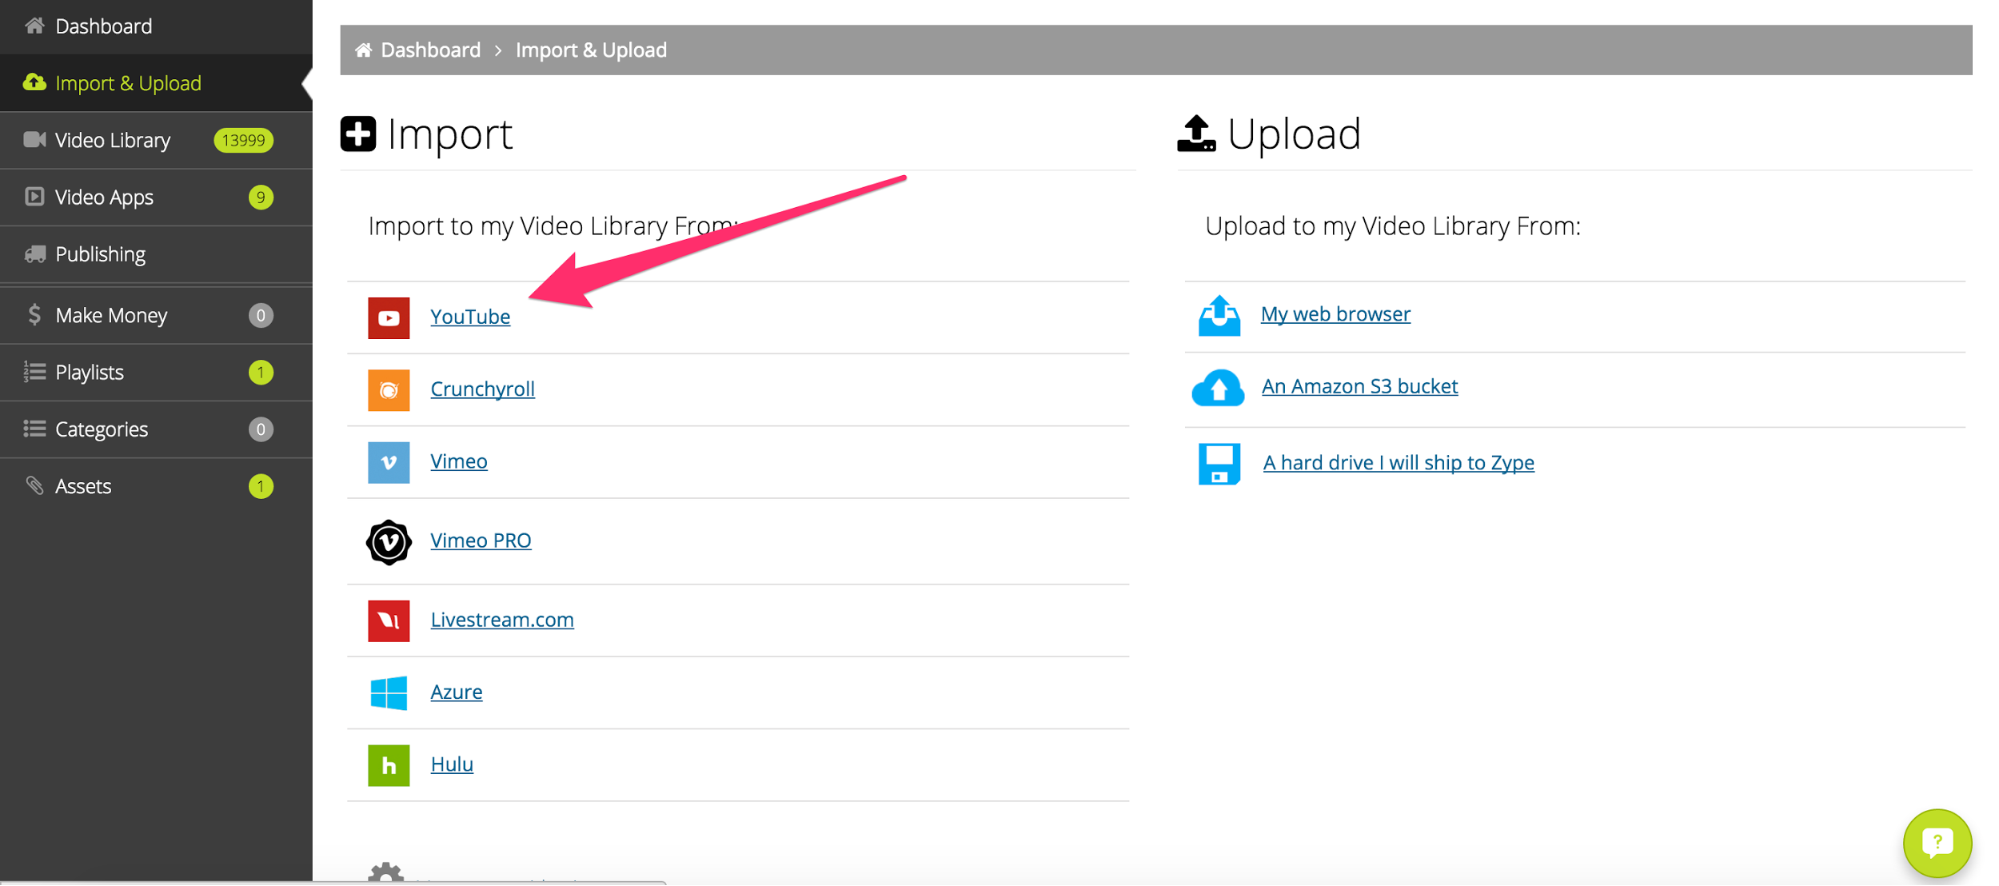 Dashboard
Import & Upload
Video Library 13999
Video Apps 9
Publishing
Make Money 0
Playlists 1
Categories 0
Assets 1
Dashboard > Import & Upload
Import
Import to my Video Library From:
YouTube
Crunchyroll
Vimeo
Vimeo PRO
Livestream.com
Azure
h Hulu
Upload
Upload to my Video Library From:
My web browser
An Amazon S3 bucket
A hard drive I will ship to Zype
?